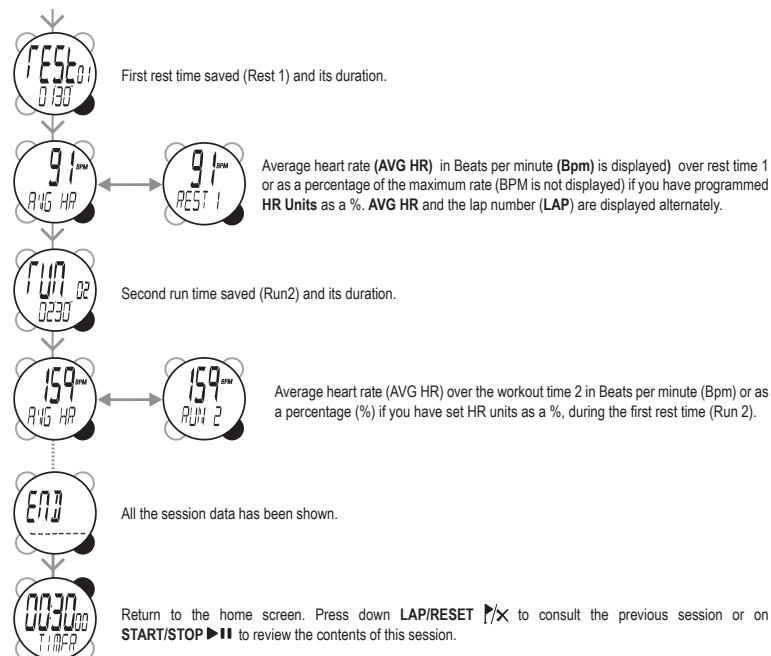 rESt01
0130
First rest time saved (Rest 1) and its duration.
91 BPM
AVG HR
91 BPM
REST 1
Average heart rate (AVG HR) in Beats per minute (Bpm) is displayed) over rest time 1
or as a percentage of the maximum rate (BPM is not displayed) if you have programmed
HR Units as a %. AVG HR and the lap number (LAP) are displayed alternately.
rUN 02
0230
Second run time saved (Run2) and its duration.
159 BPM
AVG HR
159 BPM
RUN 2
Average heart rate (AVG HR) over the workout time 2 in Beats per minute (Bpm) or as
a percentage (%) if you have set HR units as a %, during the first rest time (Run 2).
END
--------
All the session data has been shown.
00:3000
TIMER
Return to the home screen. Press down LAP/RESET to consult the previous session or on
START/STOP to review the contents of this session.